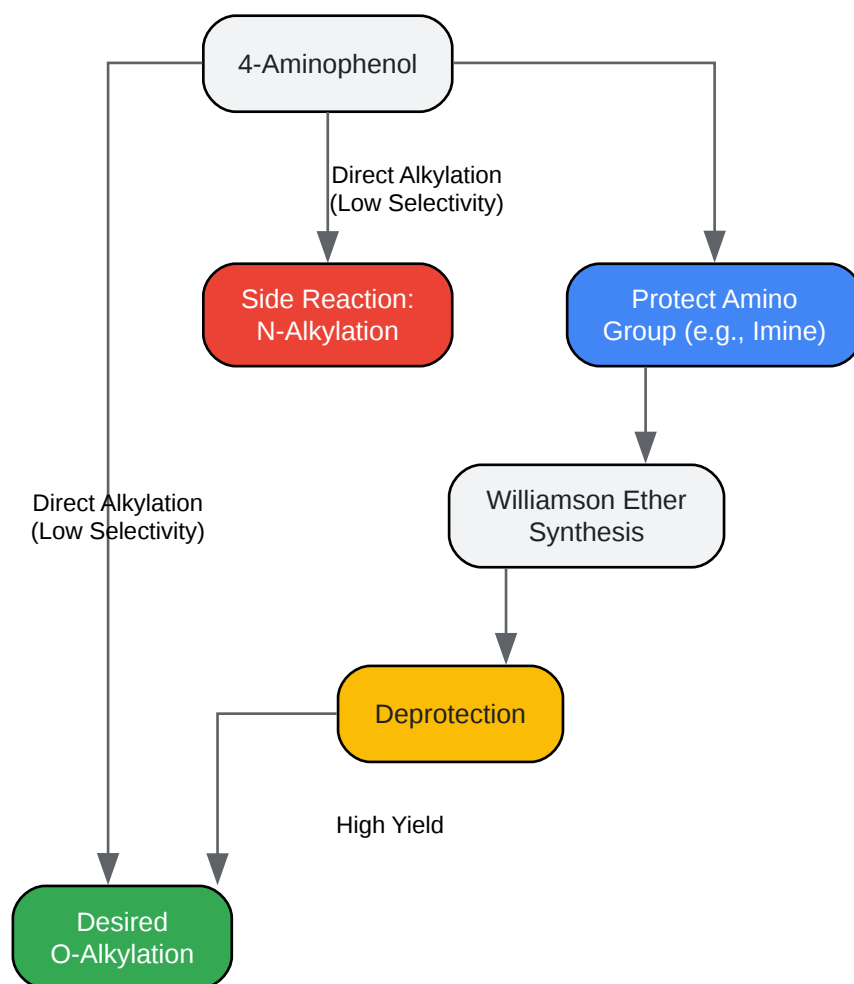 4-Aminophenol
Direct Alkylation
(Low Selectivity)
Side Reaction:
N-Alkylation
Protect Amino
Group (e.g., Imine)
Direct Alkylation
(Low Selectivity)
Williamson Ether
Synthesis
Deprotection
High Yield
Desired
O-Alkylation